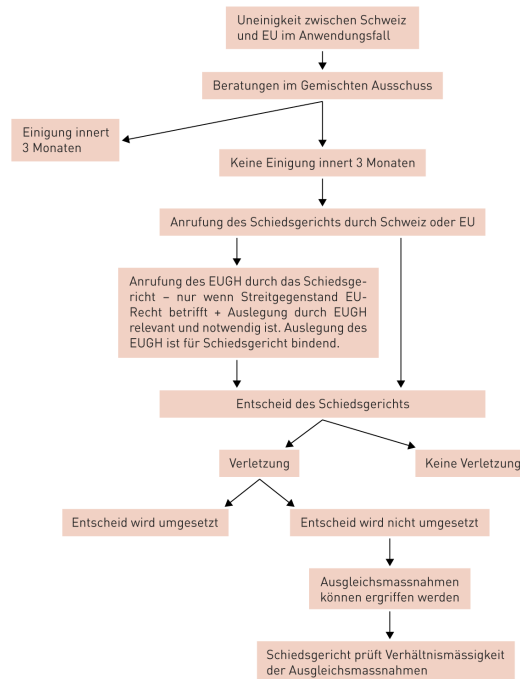 Uneinigkeit zwischen Schweiz
und EU im Anwendungsfall
Beratungen im Gemischten Ausschuss
Einigung innert
3 Monaten
Keine Einigung innert 3 Monaten
Anrufung des Schiedsgerichts durch Schweiz oder EU
Anrufung des EUGH durch das Schiedsge-
richt – nur wenn Streitgegenstand EU-
Recht betrifft + Auslegung durch EUGH
relevant und notwendig ist. Auslegung des
EUGH ist für Schiedsgericht bindend.
Entscheid des Schiedsgerichts
Verletzung
Keine Verletzung
Entscheid wird umgesetzt
Entscheid wird nicht umgesetzt
Ausgleichsmassnahmen
können ergriffen werden
Schiedsgericht prüft Verhältnismässigkeit
der Ausgleichsmassnahmen